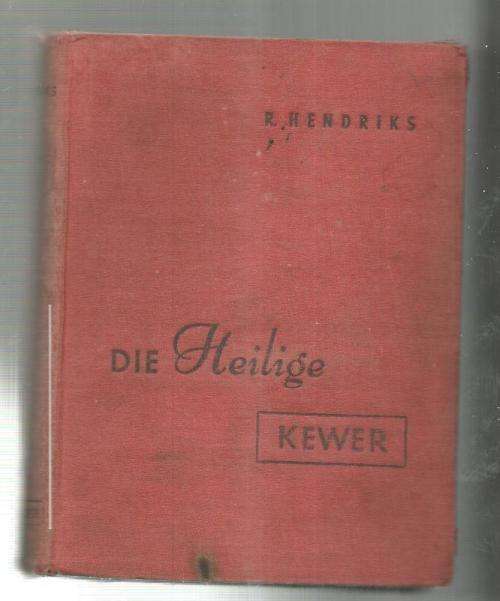 R. HENDRIKS
DIE Heilige
KEWER